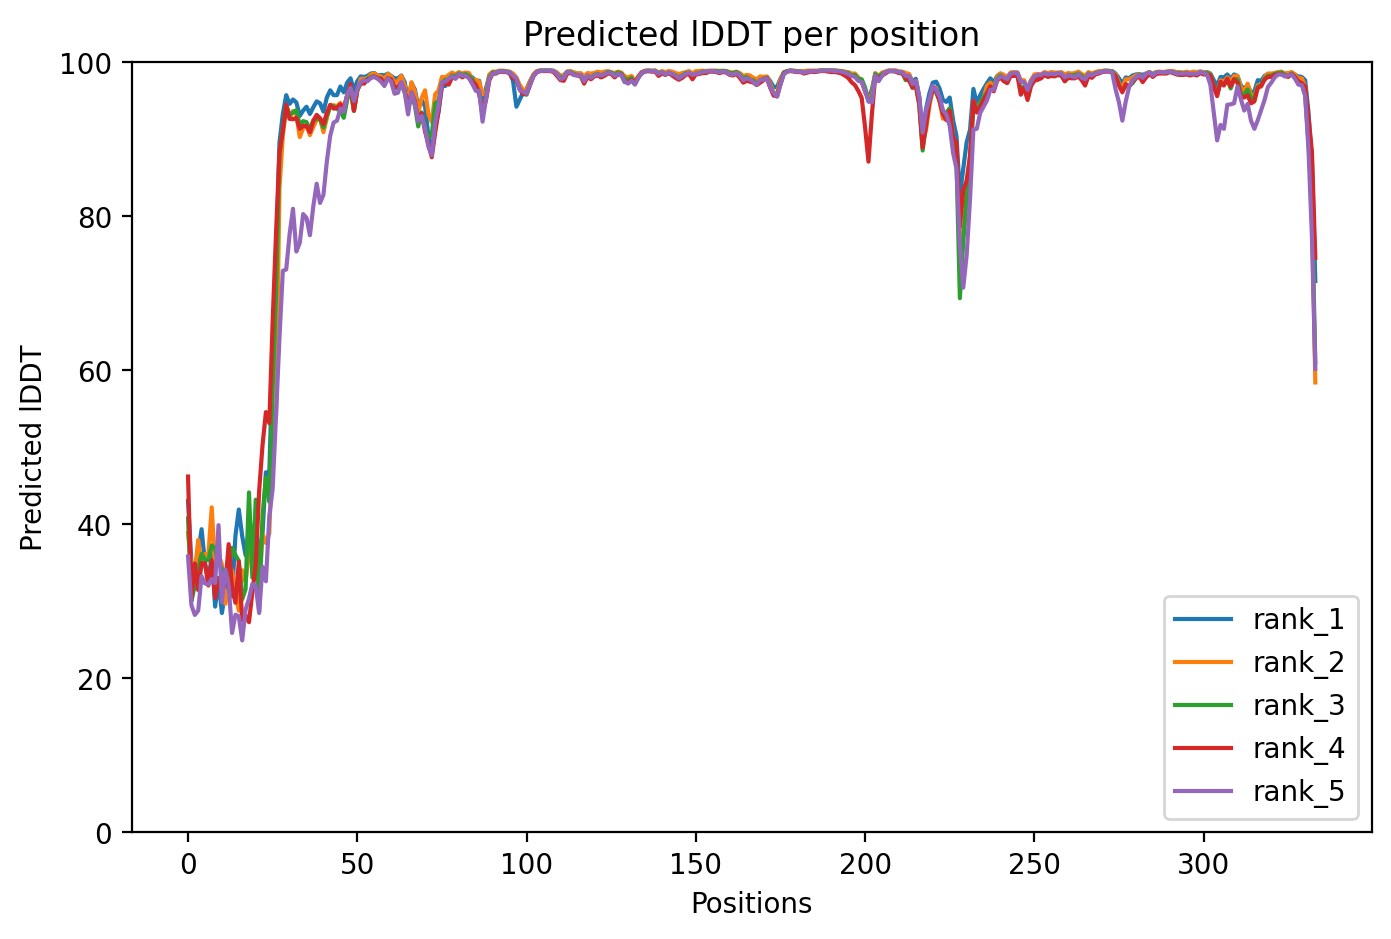 Predicted lDDT per position
100
80
60
40
20
0
Predicted lDDT
0 50 100 150 200 250 300
Positions
rank_1
rank_2
rank_3
rank_4
rank_5